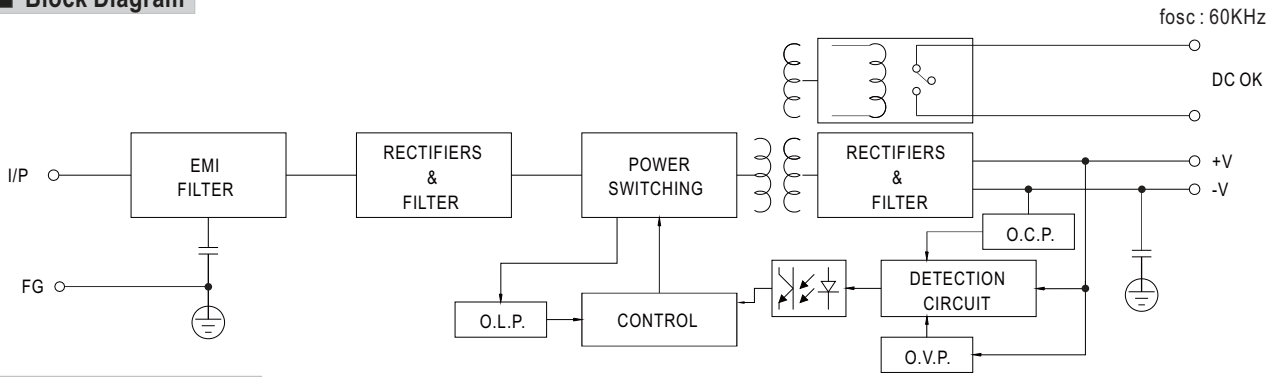 ■ Block Diagram
fosc : 60KHz
DC OK
I/P
EMI
FILTER
RECTIFIERS
&
FILTER
POWER
SWITCHING
RECTIFIERS
&
FILTER
+V
-V
O.C.P.
FG
O.L.P.
CONTROL
DETECTION
CIRCUIT
O.V.P.